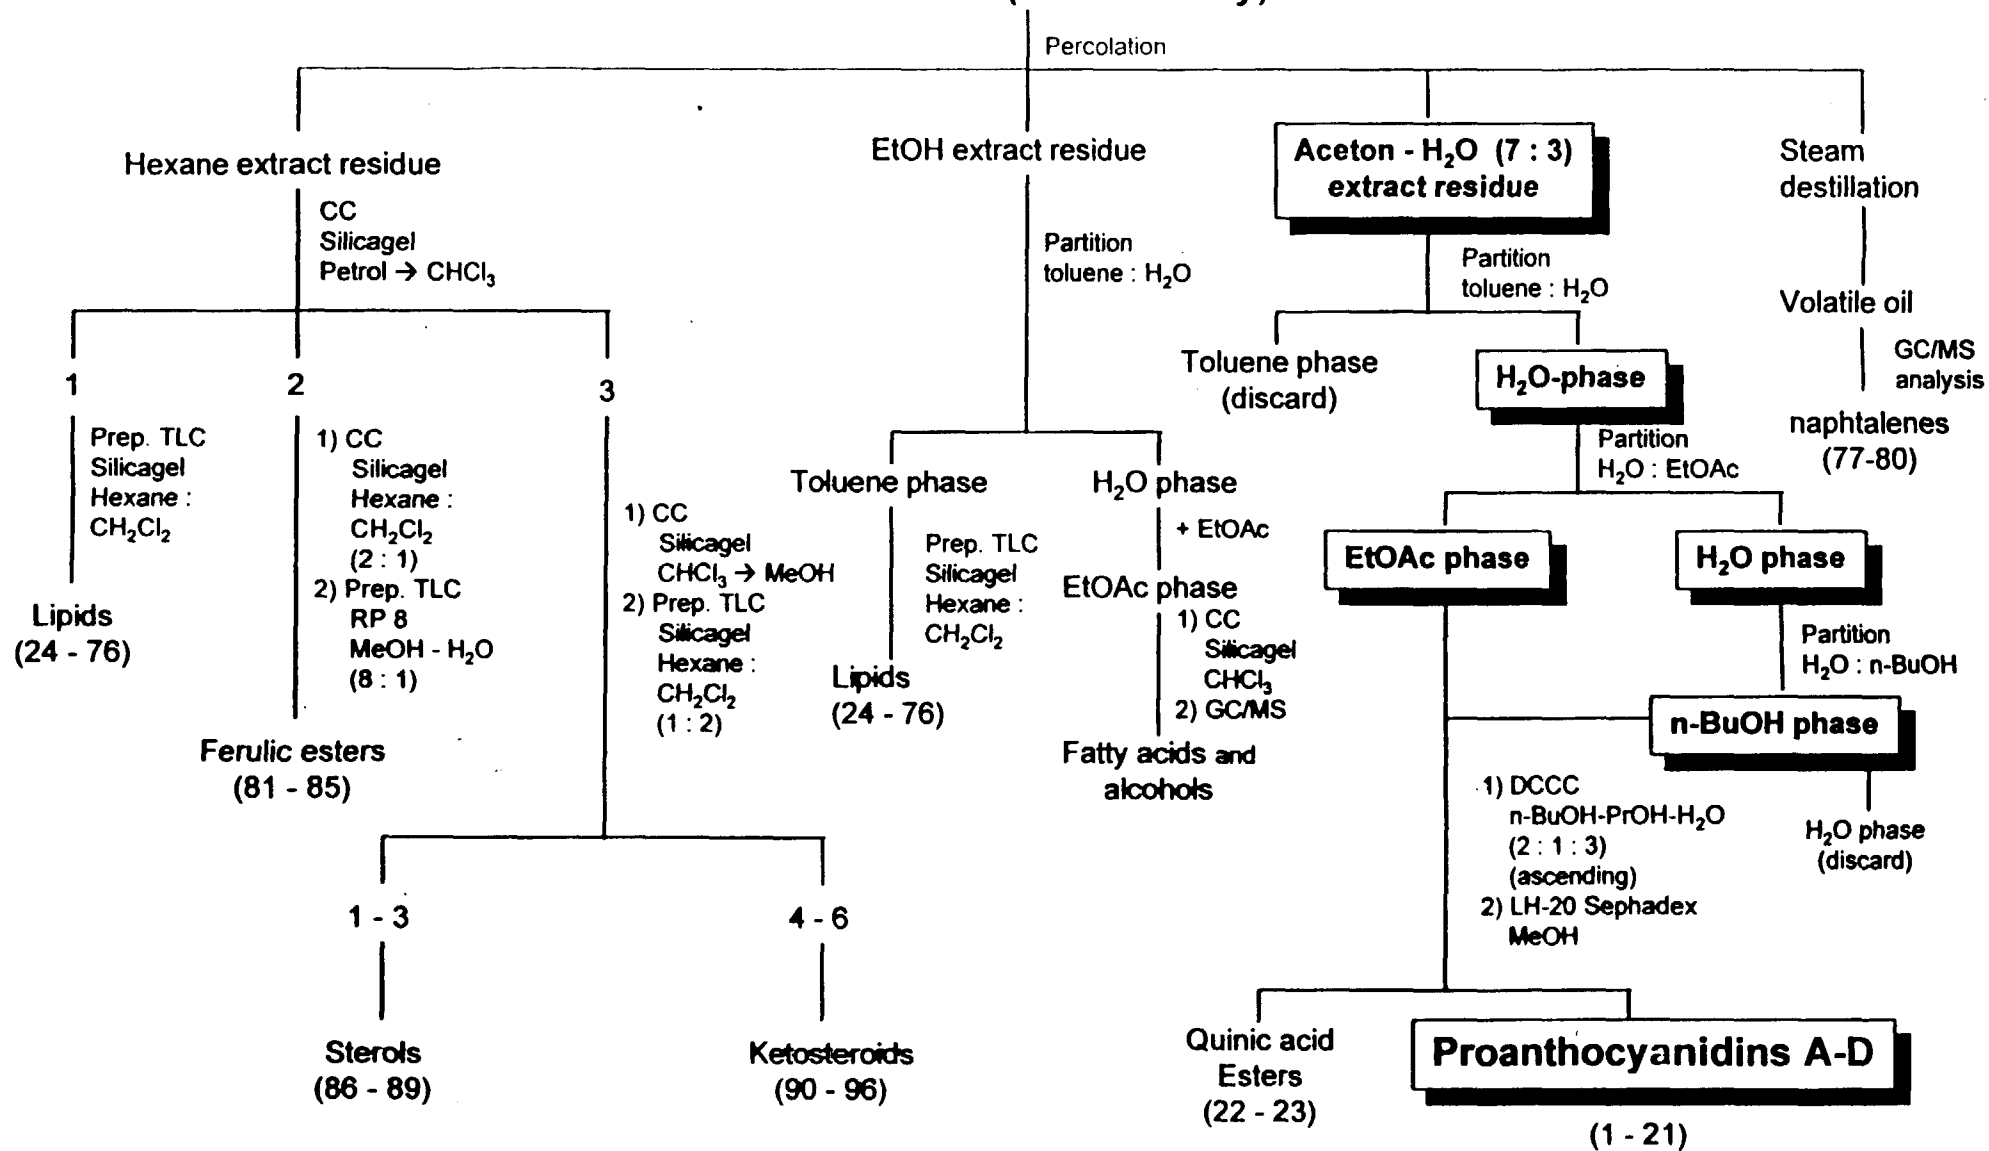 Percolation
Hexane extract residue
CC
Silicagel
Petrol → CHCl₃
1
Prep. TLC
Silicagel
Hexane :
CH₂Cl₂
Lipids
(24 - 76)
2
1) CC
Silicagel
Hexane :
CH₂Cl₂
(2 : 1)
2) Prep. TLC
RP 8
MeOH - H₂O
(8 : 1)
Ferulic esters
(81 - 85)
3
1) CC
Silicagel
CHCl₃ → MeOH
2) Prep. TLC
Silicagel
Hexane :
CH₂Cl₂
(1 : 2)
1 - 3
Sterols
(86 - 89)
4 - 6
Ketosteroids
(90 - 96)
EtOH extract residue
Partition
toluene : H₂O
Toluene phase
Prep. TLC
Silicagel
Hexane :
CH₂Cl₂
Lipids
(24 - 76)
H₂O phase
+ EtOAc
EtOAc phase
1) CC
Silicagel
CHCl₃
2) GC/MS
Fatty acids and
alcohols
Aceton - H₂O (7 : 3)
extract residue
Partition
toluene : H₂O
Toluene phase
(discard)
H₂O-phase
Partition
H₂O : EtOAc
EtOAc phase
H₂O phase
Partition
H₂O : n-BuOH
n-BuOH phase
H₂O phase
(discard)
1) DCCC
n-BuOH-PrOH-H₂O
(2 : 1 : 3)
(ascending)
2) LH-20 Sephadex
MeOH
Quinic acid
Esters
(22 - 23)
Proanthocyanidins A-D
(1 - 21)
Steam
destillation
Volatile oil
GC/MS
analysis
naphtalenes
(77-80)